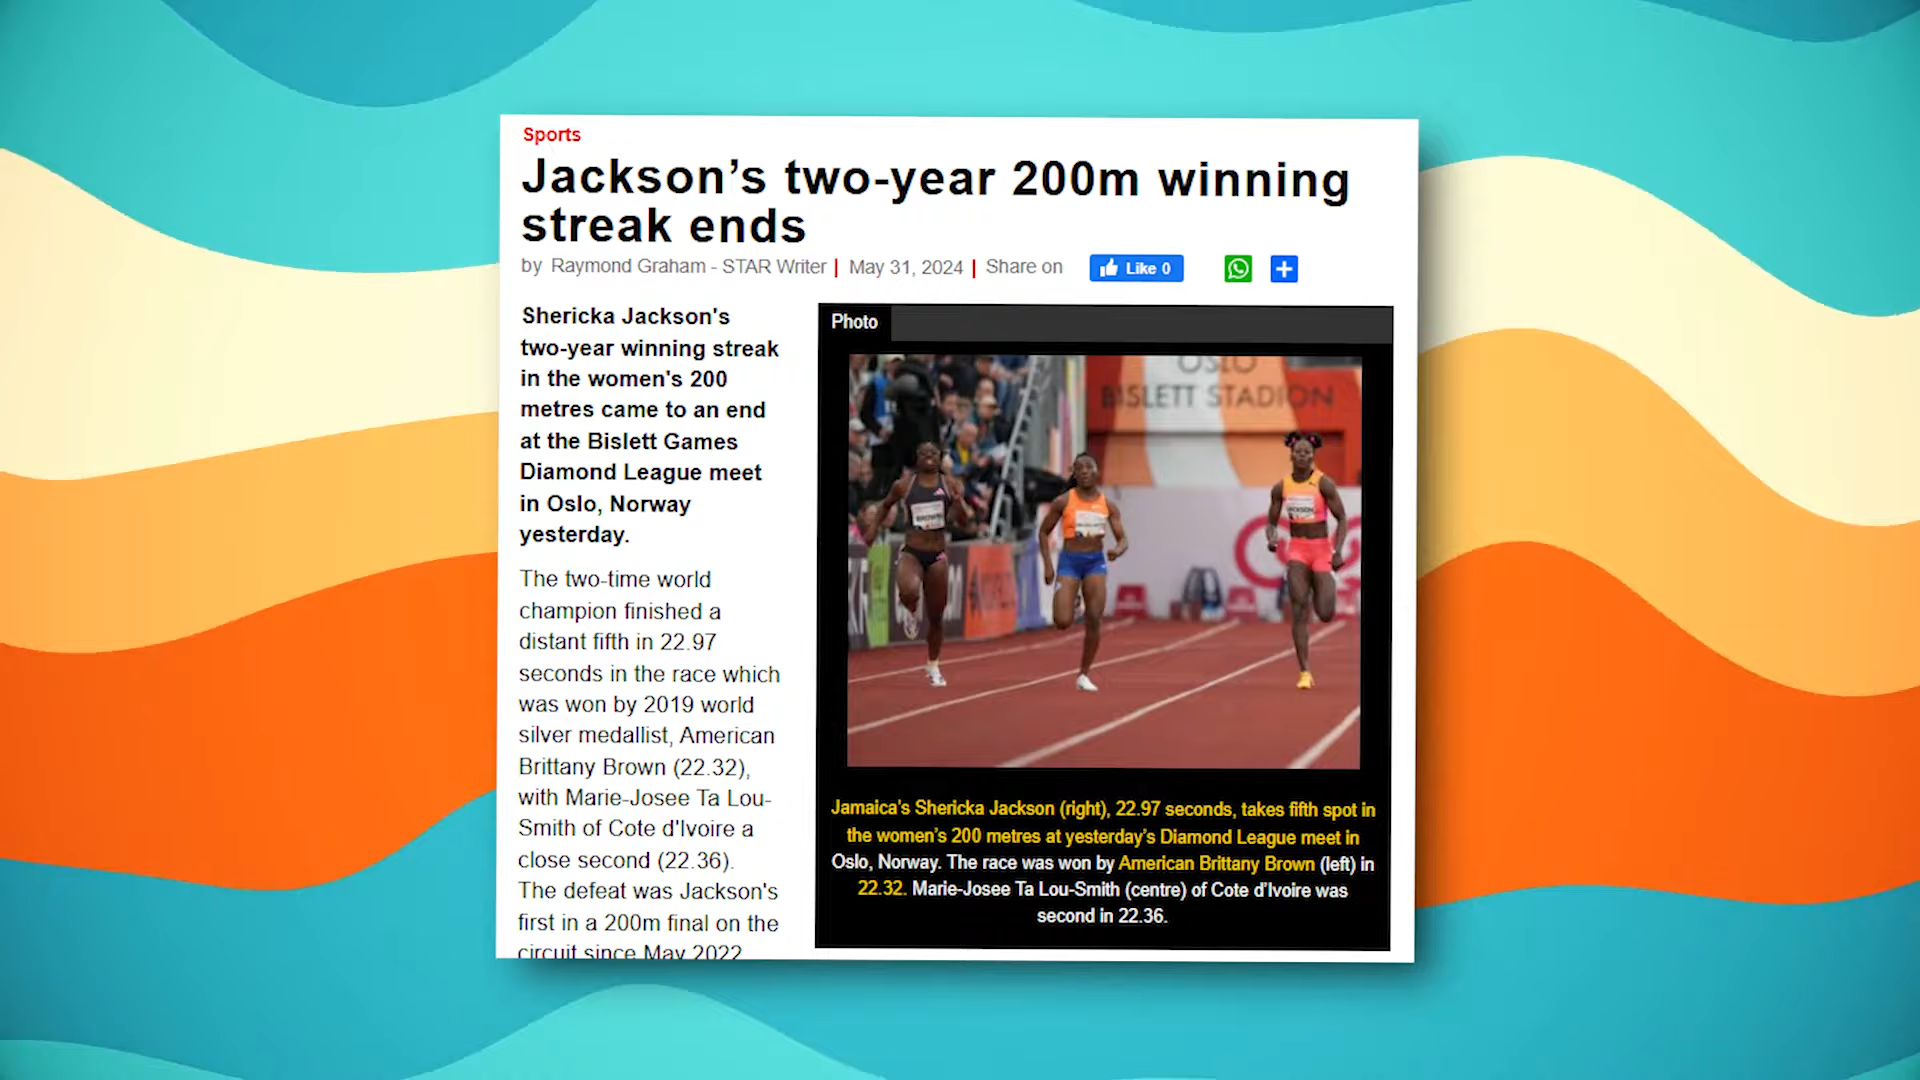 Sports
Jackson’s two-year 200m winning
streak ends
by Raymond Graham - STAR Writer | May 31, 2024 | Share on Like 0
Shericka Jackson's
two-year winning streak
in the women's 200
metres came to an end
at the Bislett Games
Diamond League meet
in Oslo, Norway
yesterday.
The two-time world
champion finished a
distant fifth in 22.97
seconds in the race which
was won by 2019 world
silver medallist, American
Brittany Brown (22.32),
with Marie-Josee Ta Lou-
Smith of Cote d'Ivoire a
close second (22.36).
The defeat was Jackson's
first in a 200m final on the
circuit since May 2022
Photo
OSLO
BISLETT STADION
BROWN
JACKSON
Jamaica’s Shericka Jackson (right), 22.97 seconds, takes fifth spot in
the women’s 200 metres at yesterday’s Diamond League meet in
Oslo, Norway. The race was won by American Brittany Brown (left) in
22.32. Marie-Josee Ta Lou-Smith (centre) of Cote d’Ivoire was
second in 22.36.